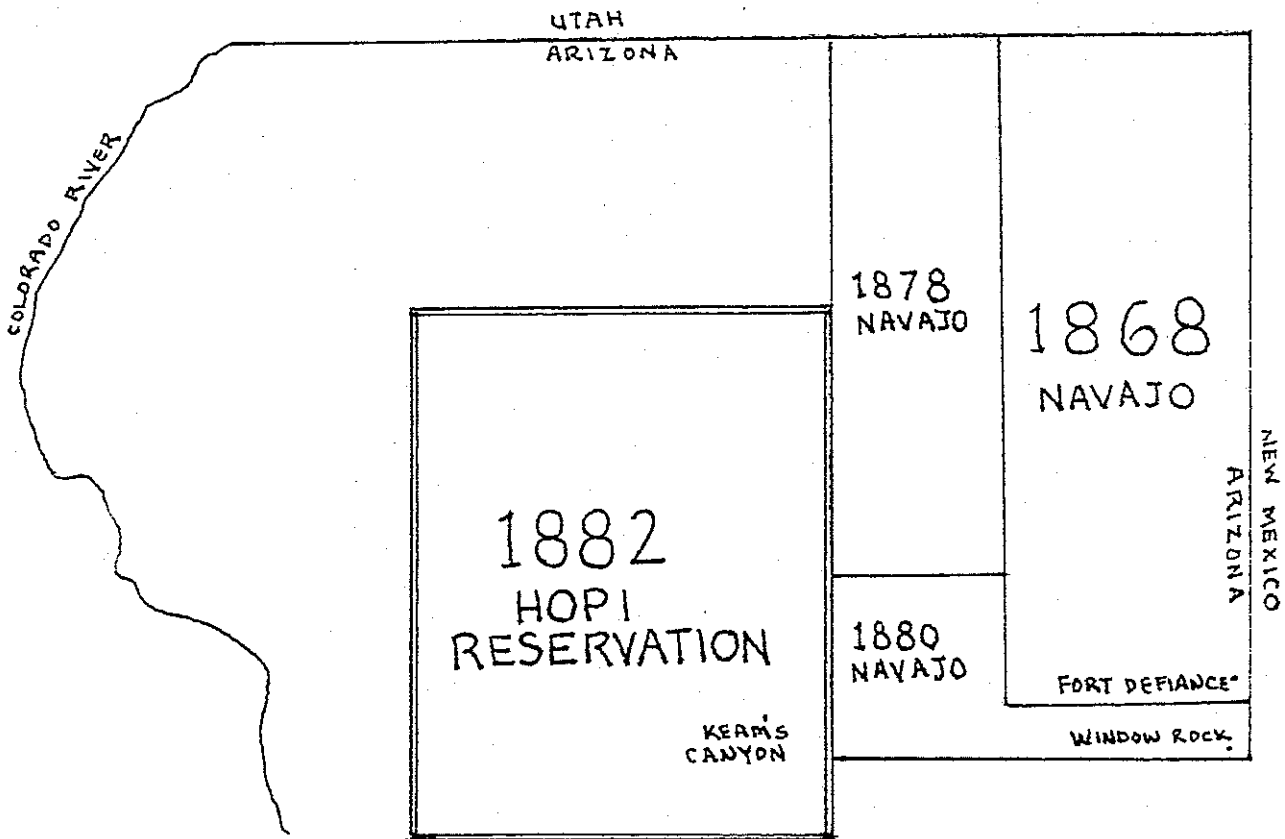 UTAH
ARIZONA
COLORADO RIVER
1878
NAVAJO
1868
NAVAJO
NEW MEXICO
ARIZONA
1882
HOPI
RESERVATION
1880
NAVAJO
FORT DEFIANCE
KEAM'S
CANYON
WINDOW ROCK